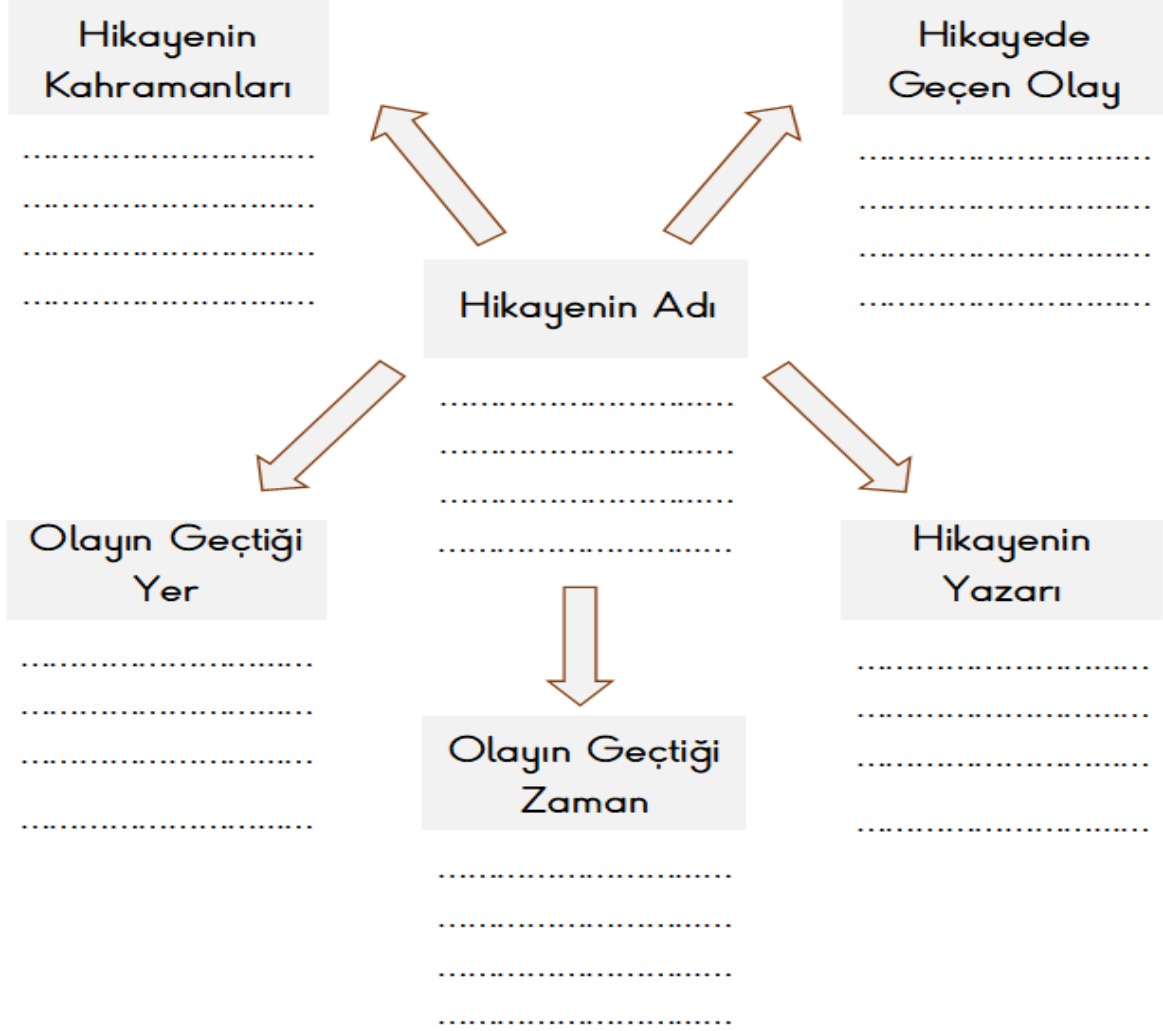 Hikayenin
Kahramanları
……………………………
……………………………
……………………………
……………………………
Hikayede
Geçen Olay
……………………………
……………………………
……………………………
……………………………
Hikayenin Adı
……………………………
……………………………
……………………………
……………………………
Olayın Geçtiği
Yer
……………………………
……………………………
……………………………
……………………………
Hikayenin
Yazarı
……………………………
……………………………
……………………………
……………………………
Olayın Geçtiği
Zaman
……………………………
……………………………
……………………………
……………………………